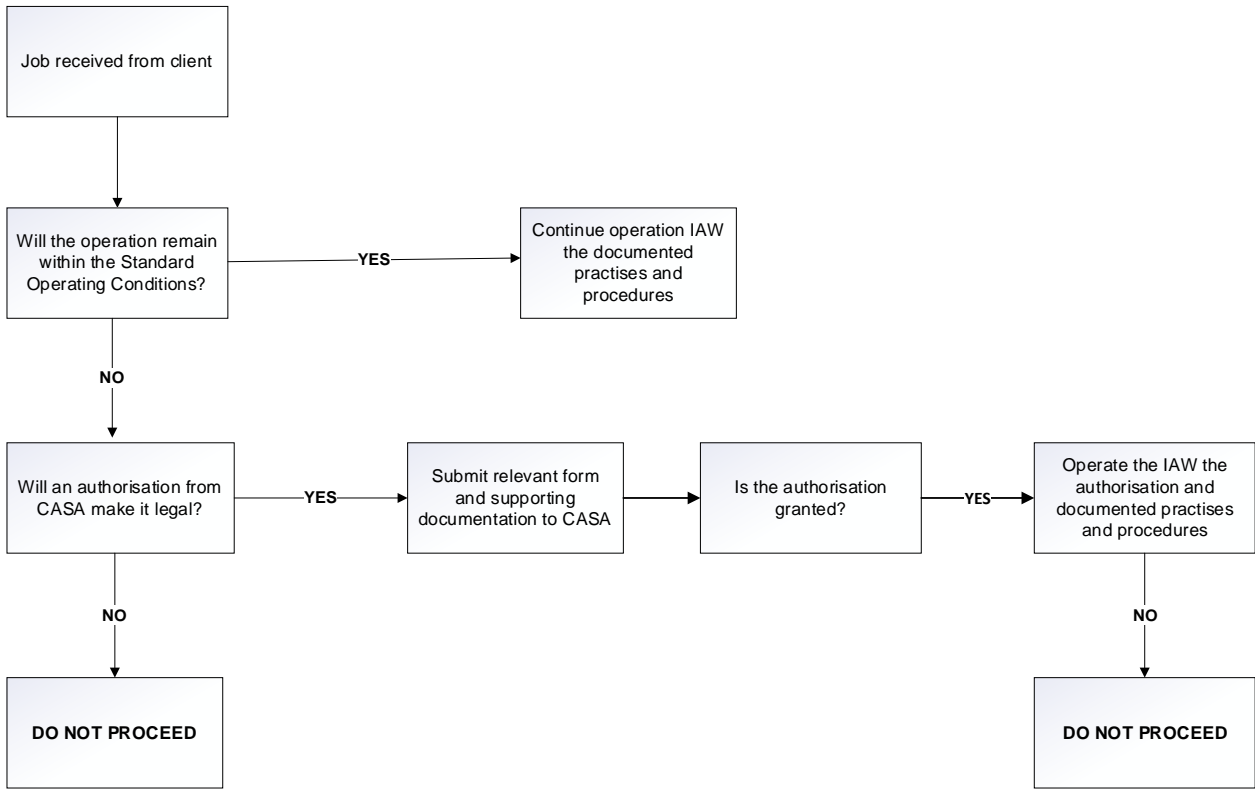 Job received from client
Will the operation remain
within the Standard
Operating Conditions?
YES
Continue operation IAW
the documented
practises and
procedures
NO
Will an authorisation from
CASA make it legal?
YES
Submit relevant form
and supporting
documentation to CASA
Is the authorisation
granted?
YES
Operate the IAW the
authorisation and
documented practises
and procedures
NO
NO
DO NOT PROCEED
DO NOT PROCEED